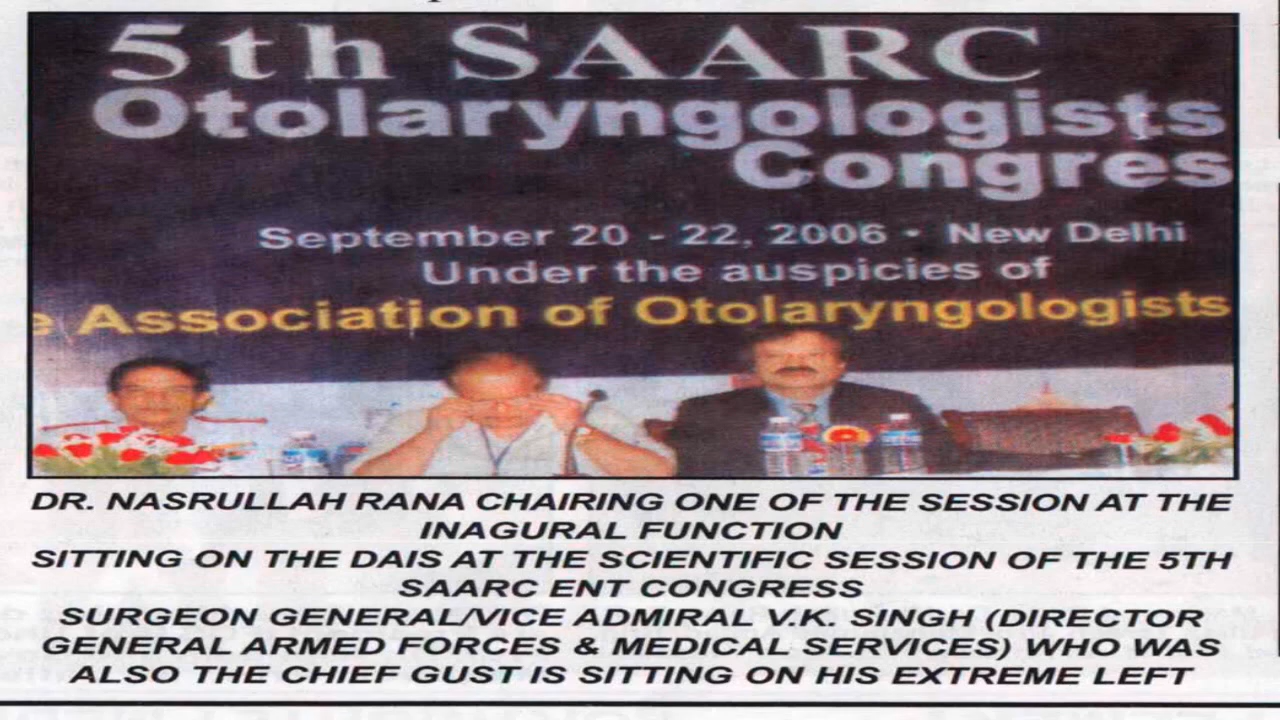 5th SAARC
Otolaryngologists
Congres
September 20 - 22, 2006 • New Delhi
Under the auspicies of
e Association of Otolaryngologists
DR. NASRULLAH RANA CHAIRING ONE OF THE SESSION AT THE
INAGURAL FUNCTION
SITTING ON THE DAIS AT THE SCIENTIFIC SESSION OF THE 5TH
SAARC ENT CONGRESS
SURGEON GENERAL/VICE ADMIRAL V.K. SINGH (DIRECTOR
GENERAL ARMED FORCES & MEDICAL SERVICES) WHO WAS
ALSO THE CHIEF GUST IS SITTING ON HIS EXTREME LEFT